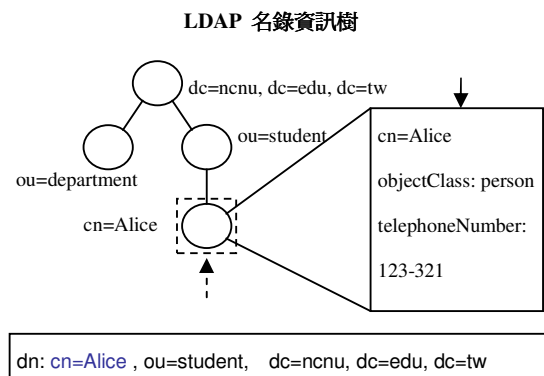 LDAP 名錄資訊樹
dc=ncnu, dc=edu, dc=tw
ou=student
ou=department
cn=Alice
cn=Alice
objectClass: person
telephoneNumber:
123-321
dn: cn=Alice , ou=student, dc=ncnu, dc=edu, dc=tw